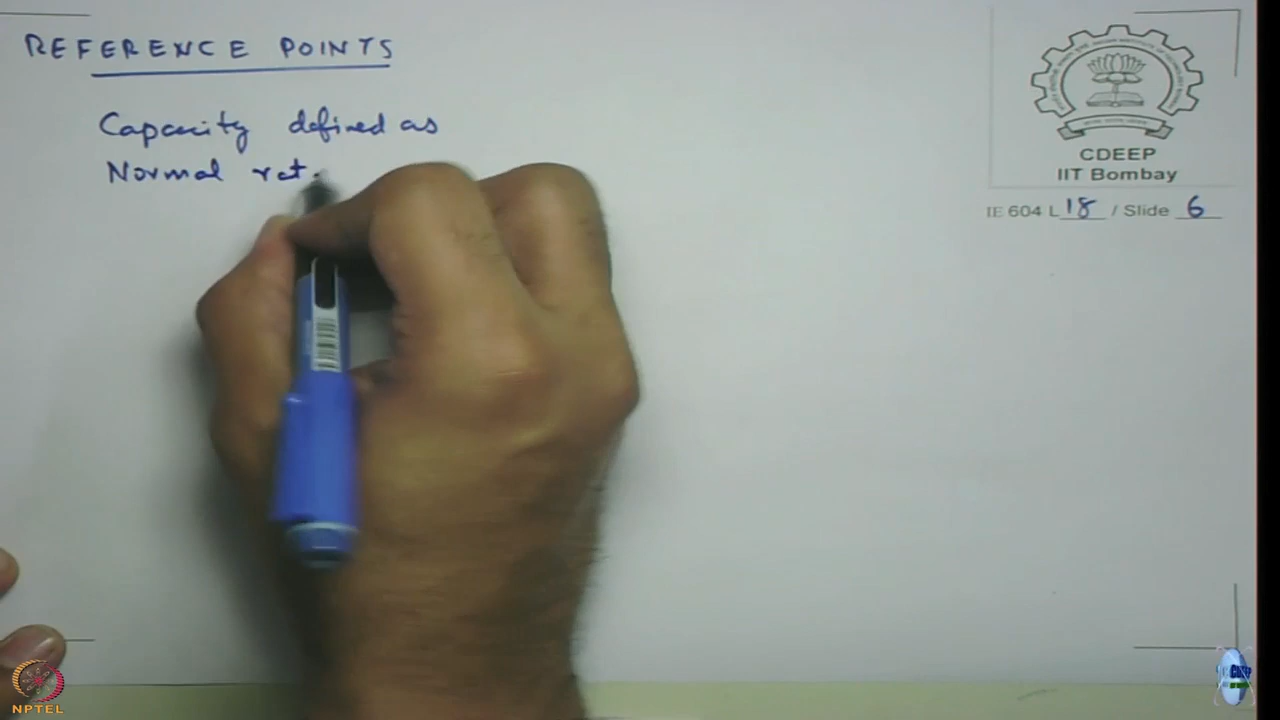 REFERENCE POINTS
Capacity defined as
Normal rat
CDEEP
IIT Bombay
IE 604 L 18 / Slide 6
NPTEL